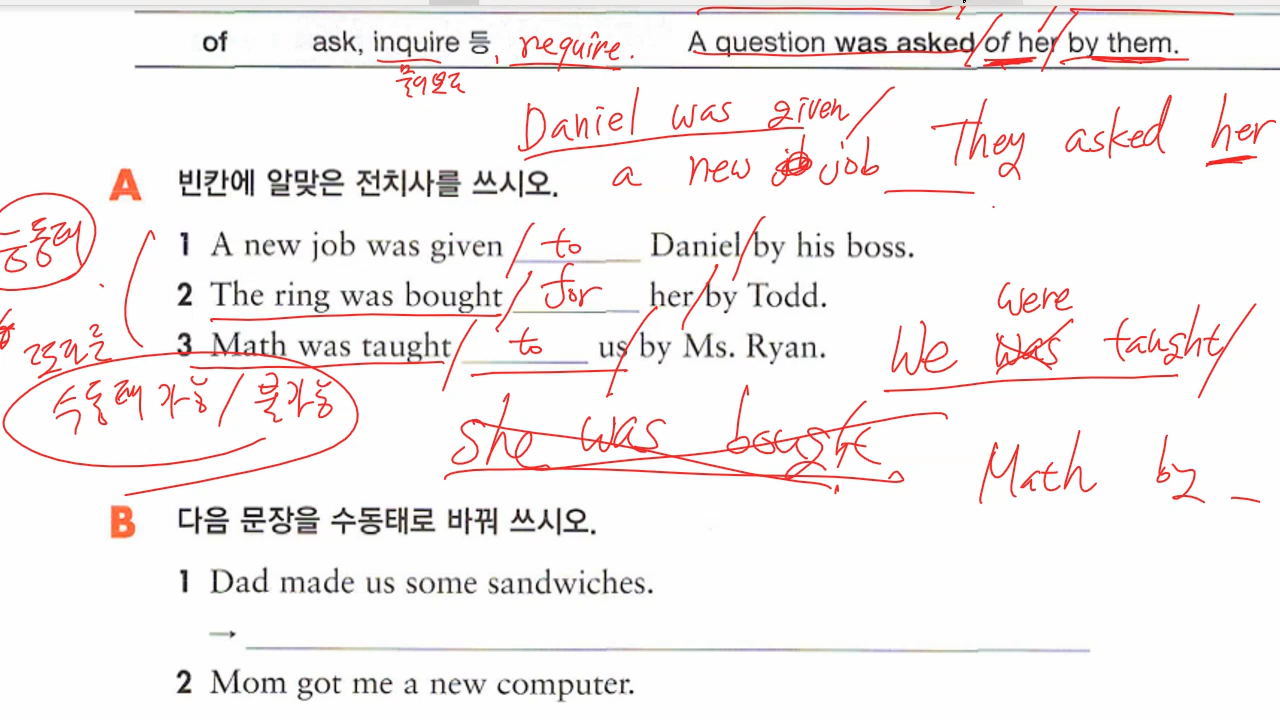 of ask, inquire 등, require. A question was asked of her by them.
물어보다
Daniel was given They asked her
a new job
A 빈칸에 알맞은 전치사를 쓰시오.
1 A new job was given to Daniel by his boss.
능동태
2 The ring was bought for her by Todd.
were
3 Math was taught to us by Ms. Ryan.
We was taught
수동태 가능 / 불가능
she was bought
Math by
B 다음 문장을 수동태로 바꿔 쓰시오.
1 Dad made us some sandwiches.
→
2 Mom got me a new computer.